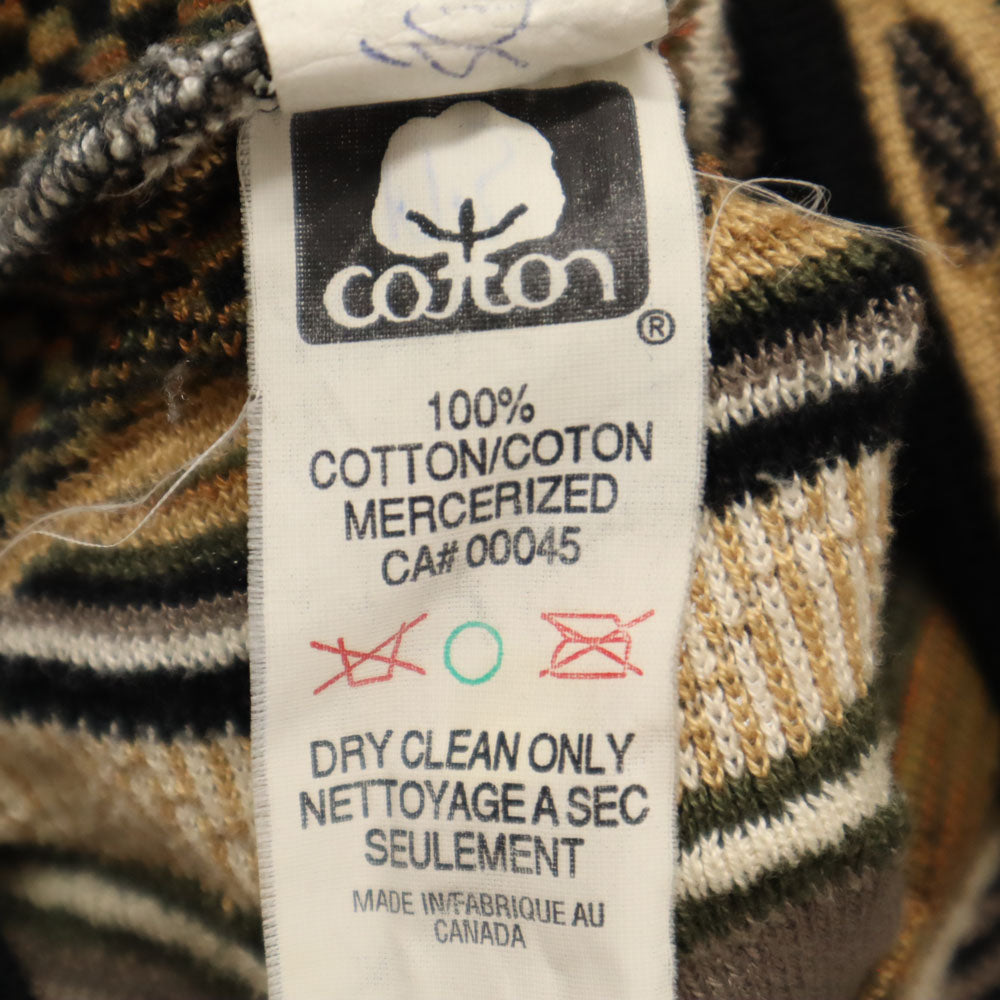 cotton
®
100%
COTTON/COTON
MERCERIZED
CA# 00045
DRY CLEAN ONLY
NETTOYAGE A SEC
SEULEMENT
MADE IN/FABRIQUE AU
CANADA